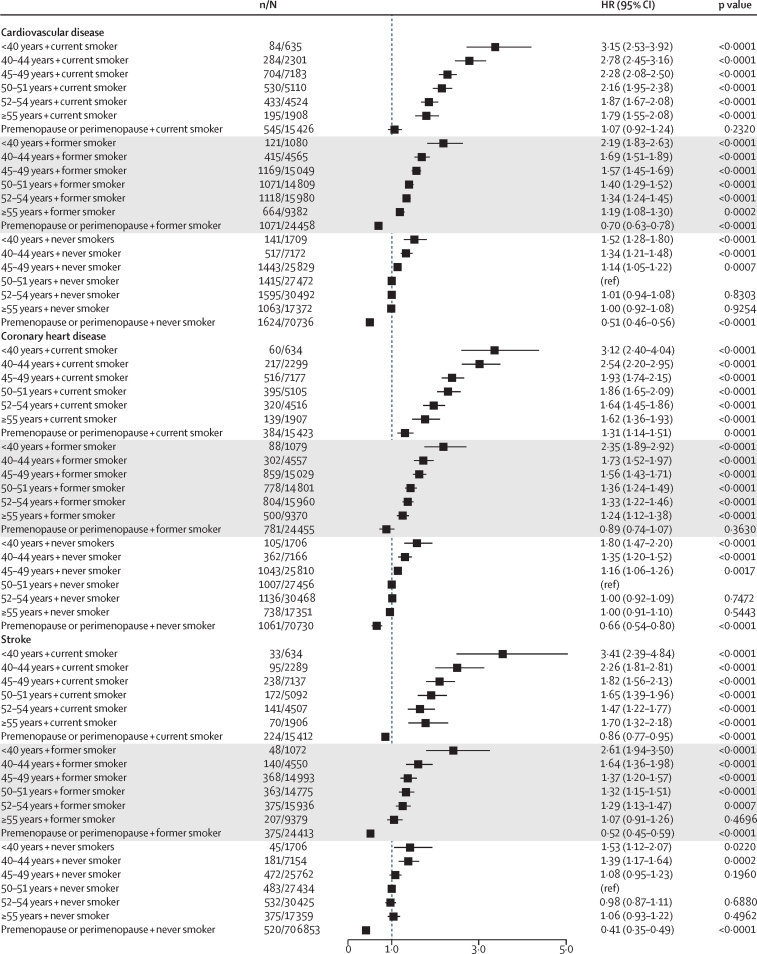 n/N HR (95% CI) p value
Cardiovascular disease
<40 years + current smoker 84/635 3·15 (2·53–3·92) <0·0001
40–44 years + current smoker 284/2301 2·78 (2·45–3·16) <0·0001
45–49 years + current smoker 704/7183 2·28 (2·08–2·50) <0·0001
50–51 years + current smoker 530/5110 2·16 (1·95–2·38) <0·0001
52–54 years + current smoker 433/4524 1·87 (1·67–2·08) <0·0001
≥55 years + current smoker 195/1908 1·79 (1·55–2·08) <0·0001
Premenopause or perimenopause + current smoker 545/15 426 1·07 (0·92–1·24) 0·2320
<40 years + former smoker 121/1080 2·19 (1·83–2·63) <0·0001
40–44 years + former smoker 415/4565 1·69 (1·51–1·89) <0·0001
45–49 years + former smoker 1169/15 049 1·57 (1·45–1·69) <0·0001
50–51 years + former smoker 1071/14 809 1·40 (1·29–1·52) <0·0001
52–54 years + former smoker 1118/15 980 1·34 (1·24–1·45) <0·0001
≥55 years + former smoker 664/9382 1·19 (1·08–1·30) 0·0002
Premenopause or perimenopause + former smoker 1071/24 458 0·70 (0·63–0·78) <0·0001
<40 years + never smokers 141/1709 1·52 (1·28–1·80) <0·0001
40–44 years + never smoker 517/7172 1·34 (1·21–1·48) <0·0001
45–49 years + never smoker 1443/25 829 1·14 (1·05–1·22) 0·0007
50–51 years + never smoker 1415/27 472 (ref)
52–54 years + never smoker 1595/30 492 1·01 (0·94–1·08) 0·8303
≥55 years + never smoker 1063/17 372 1·00 (0·92–1·08) 0·9254
Premenopause or perimenopause + never smoker 1624/70 736 0·51 (0·46–0·56) <0·0001
Coronary heart disease
<40 years + current smoker 60/634 3·12 (2·40–4·04) <0·0001
40–44 years + current smoker 217/2299 2·54 (2·20–2·95) <0·0001
45–49 years + current smoker 516/7177 1·93 (1·74–2·15) <0·0001
50–51 years + current smoker 395/5105 1·86 (1·65–2·09) <0·0001
52–54 years + current smoker 320/4516 1·64 (1·45–1·86) <0·0001
≥55 years + current smoker 139/1907 1·62 (1·36–1·93) <0·0001
Premenopause or perimenopause + current smoker 384/15 423 1·31 (1·14–1·51) 0·0001
<40 years + former smoker 88/1079 2·35 (1·89–2·92) <0·0001
40–44 years + former smoker 302/4557 1·73 (1·52–1·97) <0·0001
45–49 years + former smoker 859/15 029 1·56 (1·43–1·71) <0·0001
50–51 years + former smoker 778/14 801 1·36 (1·24–1·49) <0·0001
52–54 years + former smoker 804/15 960 1·33 (1·22–1·46) <0·0001
≥55 years + former smoker 500/9370 1·24 (1·12–1·38) <0·0001
Premenopause or perimenopause + former smoker 781/24 455 0·89 (0·74–1·07) 0·3630
<40 years + never smokers 105/1706 1·80 (1·47–2·20) <0·0001
40–44 years + never smoker 362/7166 1·35 (1·20–1·52) <0·0001
45–49 years + never smoker 1043/25 810 1·16 (1·06–1·26) 0·0017
50–51 years + never smoker 1007/27 456 (ref)
52–54 years + never smoker 1136/30 468 1·00 (0·92–1·09) 0·7472
≥55 years + never smoker 738/17 351 1·00 (0·91–1·10) 0·5443
Premenopause or perimenopause + never smoker 1061/70 730 0·66 (0·54–0·80) <0·0001
Stroke
<40 years + current smoker 33/634 3·41 (2·39–4·84) <0·0001
40–44 years + current smoker 95/2289 2·26 (1·81–2·81) <0·0001
45–49 years + current smoker 238/7137 1·82 (1·56–2·13) <0·0001
50–51 years + current smoker 172/5092 1·65 (1·39–1·96) <0·0001
52–54 years + current smoker 141/4507 1·47 (1·22–1·77) <0·0001
≥55 years + current smoker 70/1906 1·70 (1·32–2·18) <0·0001
Premenopause or perimenopause + current smoker 224/15 412 0·86 (0·77–0·95) <0·0001
<40 years + former smoker 48/1072 2·61 (1·94–3·50) <0·0001
40–44 years + former smoker 140/4550 1·64 (1·36–1·98) <0·0001
45–49 years + former smoker 368/14 993 1·37 (1·20–1·57) <0·0001
50–51 years + former smoker 363/14 775 1·32 (1·15–1·51) <0·0001
52–54 years + former smoker 375/15 936 1·29 (1·13–1·47) 0·0007
≥55 years + former smoker 207/9379 1·07 (0·91–1·26) 0·4696
Premenopause or perimenopause + former smoker 375/24 413 0·52 (0·45–0·59) <0·0001
<40 years + never smokers 45/1706 1·53 (1·12–2·07) 0·0220
40–44 years + never smoker 181/7154 1·39 (1·17–1·64) 0·0002
45–49 years + never smoker 472/25 762 1·08 (0·95–1·23) 0·1960
50–51 years + never smoker 483/27 434 (ref)
52–54 years + never smoker 532/30 425 0·98 (0·87–1·11) 0·6880
≥55 years + never smoker 375/17 359 1·06 (0·93–1·22) 0·4962
Premenopause or perimenopause + never smoker 520/70 6853 0·41 (0·35–0·49) <0·0001
0 1·0 3·0 5·0